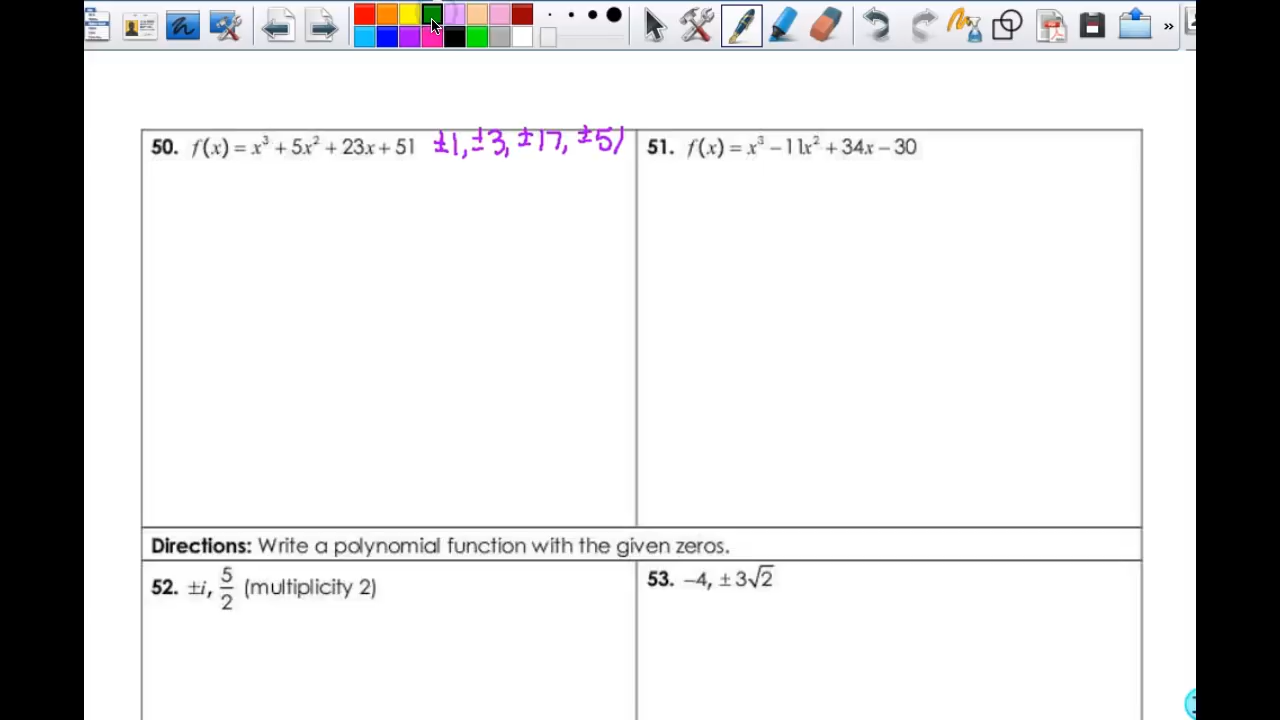 50. f(x) = x³ + 5x² + 23x + 51 ±1, ±3, ±17, ±51
51. f(x) = x³ − 11x² + 34x − 30
Directions: Write a polynomial function with the given zeros.
52. ±i, 5/2 (multiplicity 2)
53. −4, ± 3√2